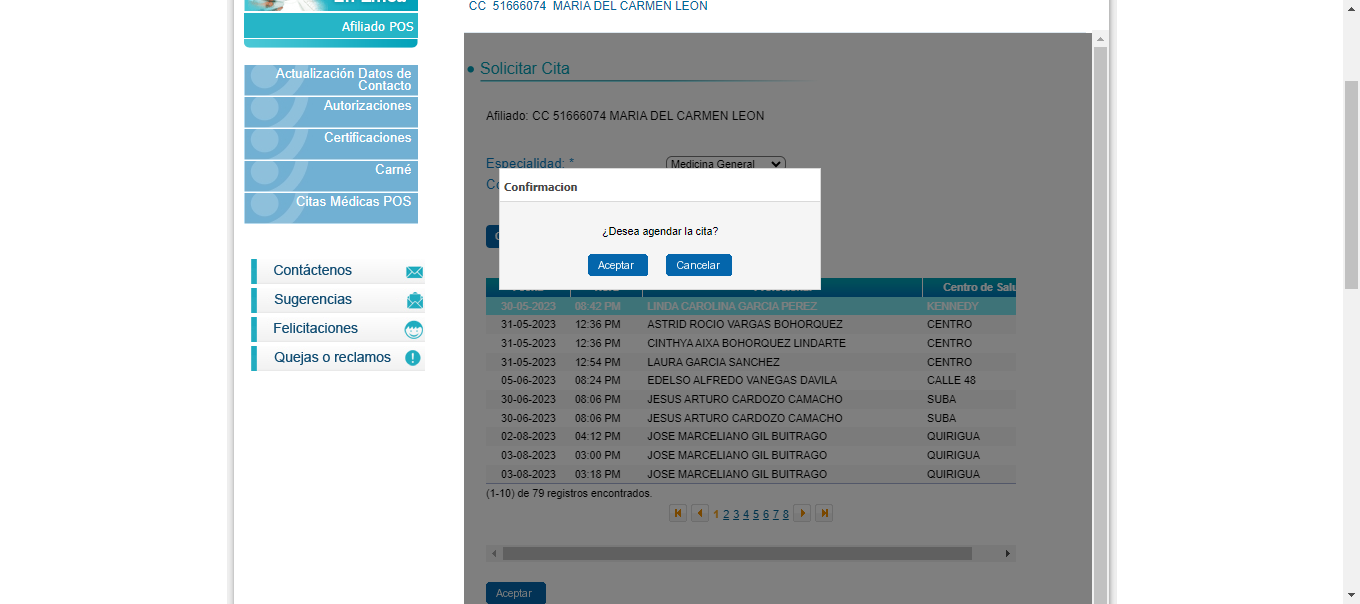 CC 51666074 MARIA DEL CARMEN LEON
Afiliado POS
Actualización Datos de
Contacto
Autorizaciones
Certificaciones
Carné
Citas Médicas POS
Contáctenos
Sugerencias
Felicitaciones
Quejas o reclamos
Solicitar Cita
Afiliado: CC 51666074 MARIA DEL CARMEN LEON
Especialidad: * Medicina General
Confirmacion
¿Desea agendar la cita?
Aceptar Cancelar
Centro de Salu
30-05-2023 08:42 PM LINDA CAROLINA GARCIA PEREZ KENNEDY
31-05-2023 12:36 PM ASTRID ROCIO VARGAS BOHORQUEZ CENTRO
31-05-2023 12:36 PM CINTHYA AIXA BOHORQUEZ LINDARTE CENTRO
31-05-2023 12:54 PM LAURA GARCIA SANCHEZ CENTRO
05-06-2023 08:24 PM EDELSO ALFREDO VANEGAS DAVILA CALLE 48
30-06-2023 08:06 PM JESUS ARTURO CARDOZO CAMACHO SUBA
30-06-2023 08:06 PM JESUS ARTURO CARDOZO CAMACHO SUBA
02-08-2023 04:12 PM JOSE MARCELIANO GIL BUITRAGO QUIRIGUA
03-08-2023 03:00 PM JOSE MARCELIANO GIL BUITRAGO QUIRIGUA
03-08-2023 03:18 PM JOSE MARCELIANO GIL BUITRAGO QUIRIGUA
(1-10) de 79 registros encontrados.
1 2 3 4 5 6 7 8
Aceptar